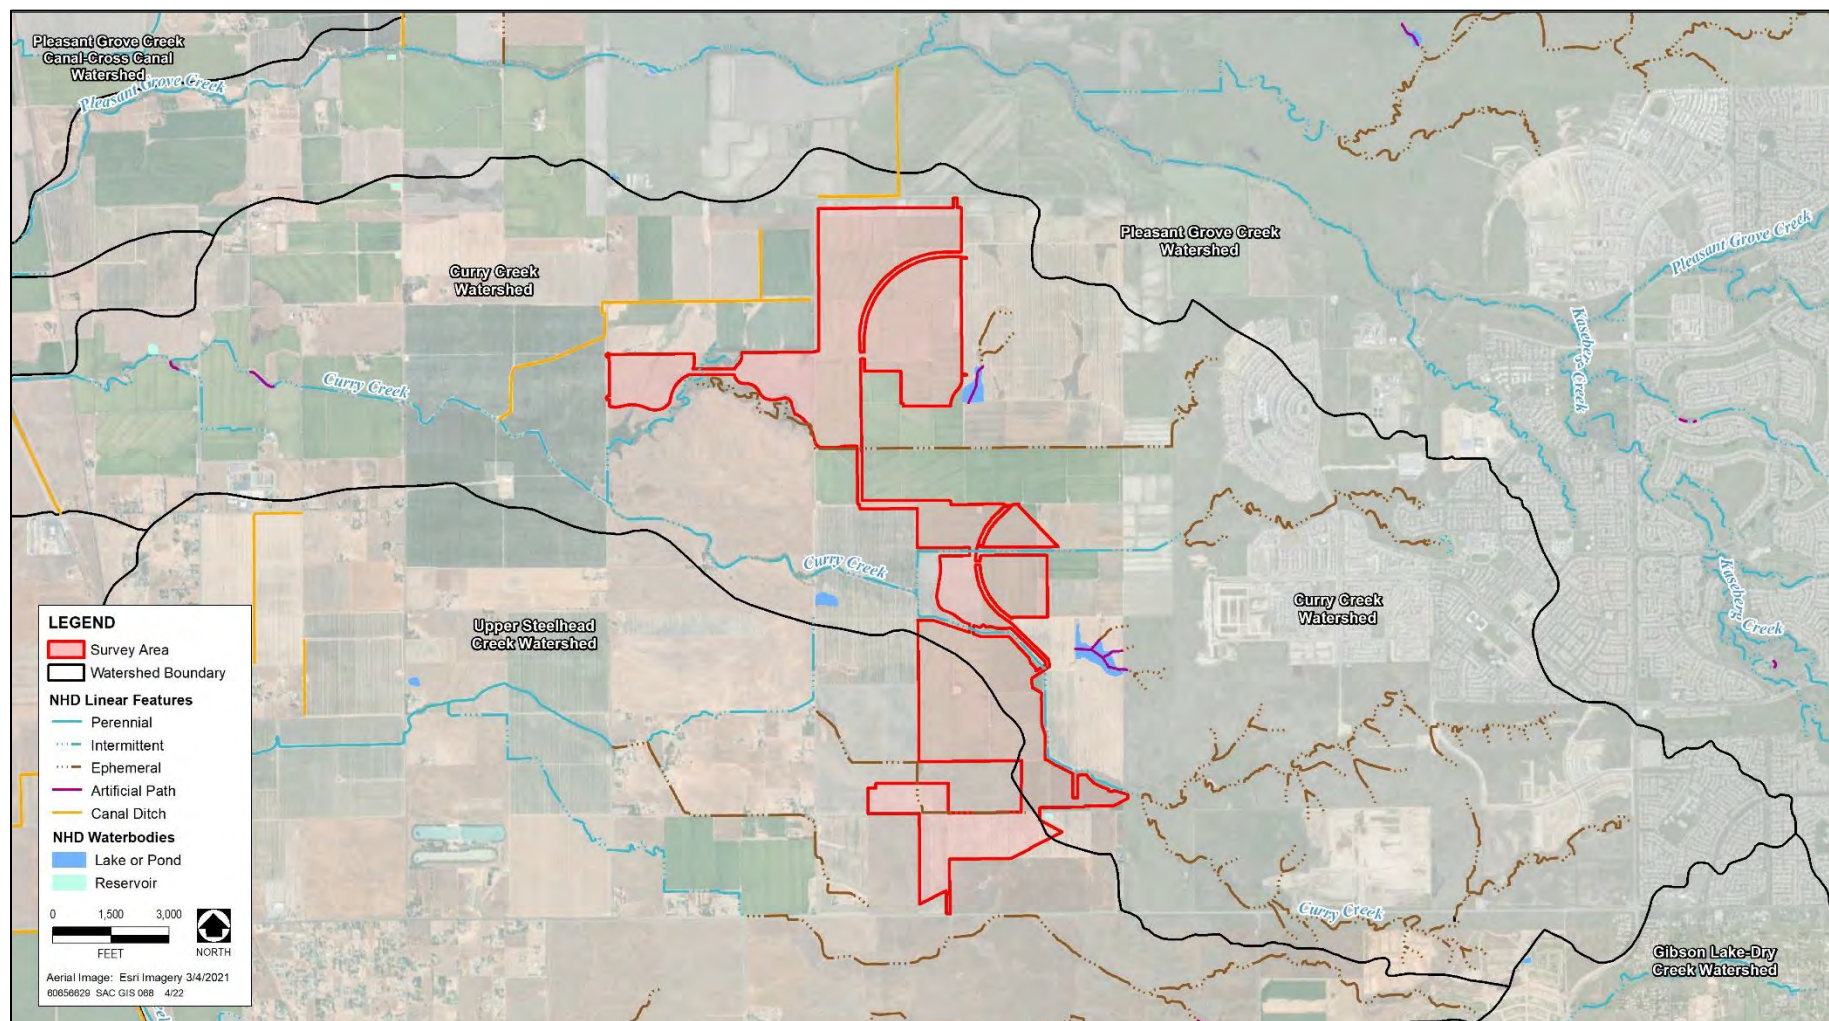 Pleasant Grove Creek
Canal-Cross Canal
Watershed
Pleasant Grove Creek
Pleasant Grove Creek
Watershed
Pleasant Grove Creek
Curry Creek
Watershed
Kaseberg Creek
Curry Creek
Curry Creek
Kaseberg Creek
Curry Creek
Watershed
Upper Steelhead
Creek Watershed
Curry Creek
Gibson Lake-Dry
Creek Watershed
LEGEND
Survey Area
Watershed Boundary
NHD Linear Features
Perennial
Intermittent
Ephemeral
Artificial Path
Canal Ditch
NHD Waterbodies
Lake or Pond
Reservoir
0 1,500 3,000
FEET
NORTH
Aerial Image: Esri Imagery 3/4/2021
60656629 SAC GIS 068 4/22